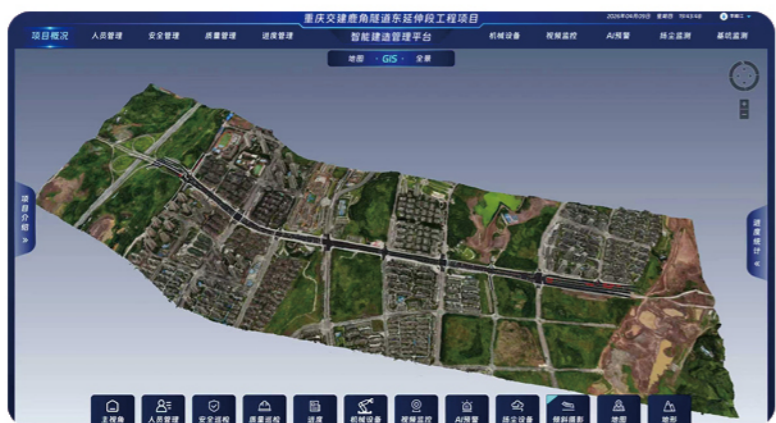 重庆交建鹿角隧道东延伸段工程项目
智能建造管理平台
项目概况 人员管理 安全管理 质量管理 进度管理
机械设备 视频监控 AI预警 扬尘监测 基坑监测
地图 · GIS · 全景
项目介绍
进度统计
主视角 人员管理 安全巡检 质量巡检 进度 机械设备 视频监控 AI预警 扬尘设备 倾斜摄影 地图 地形